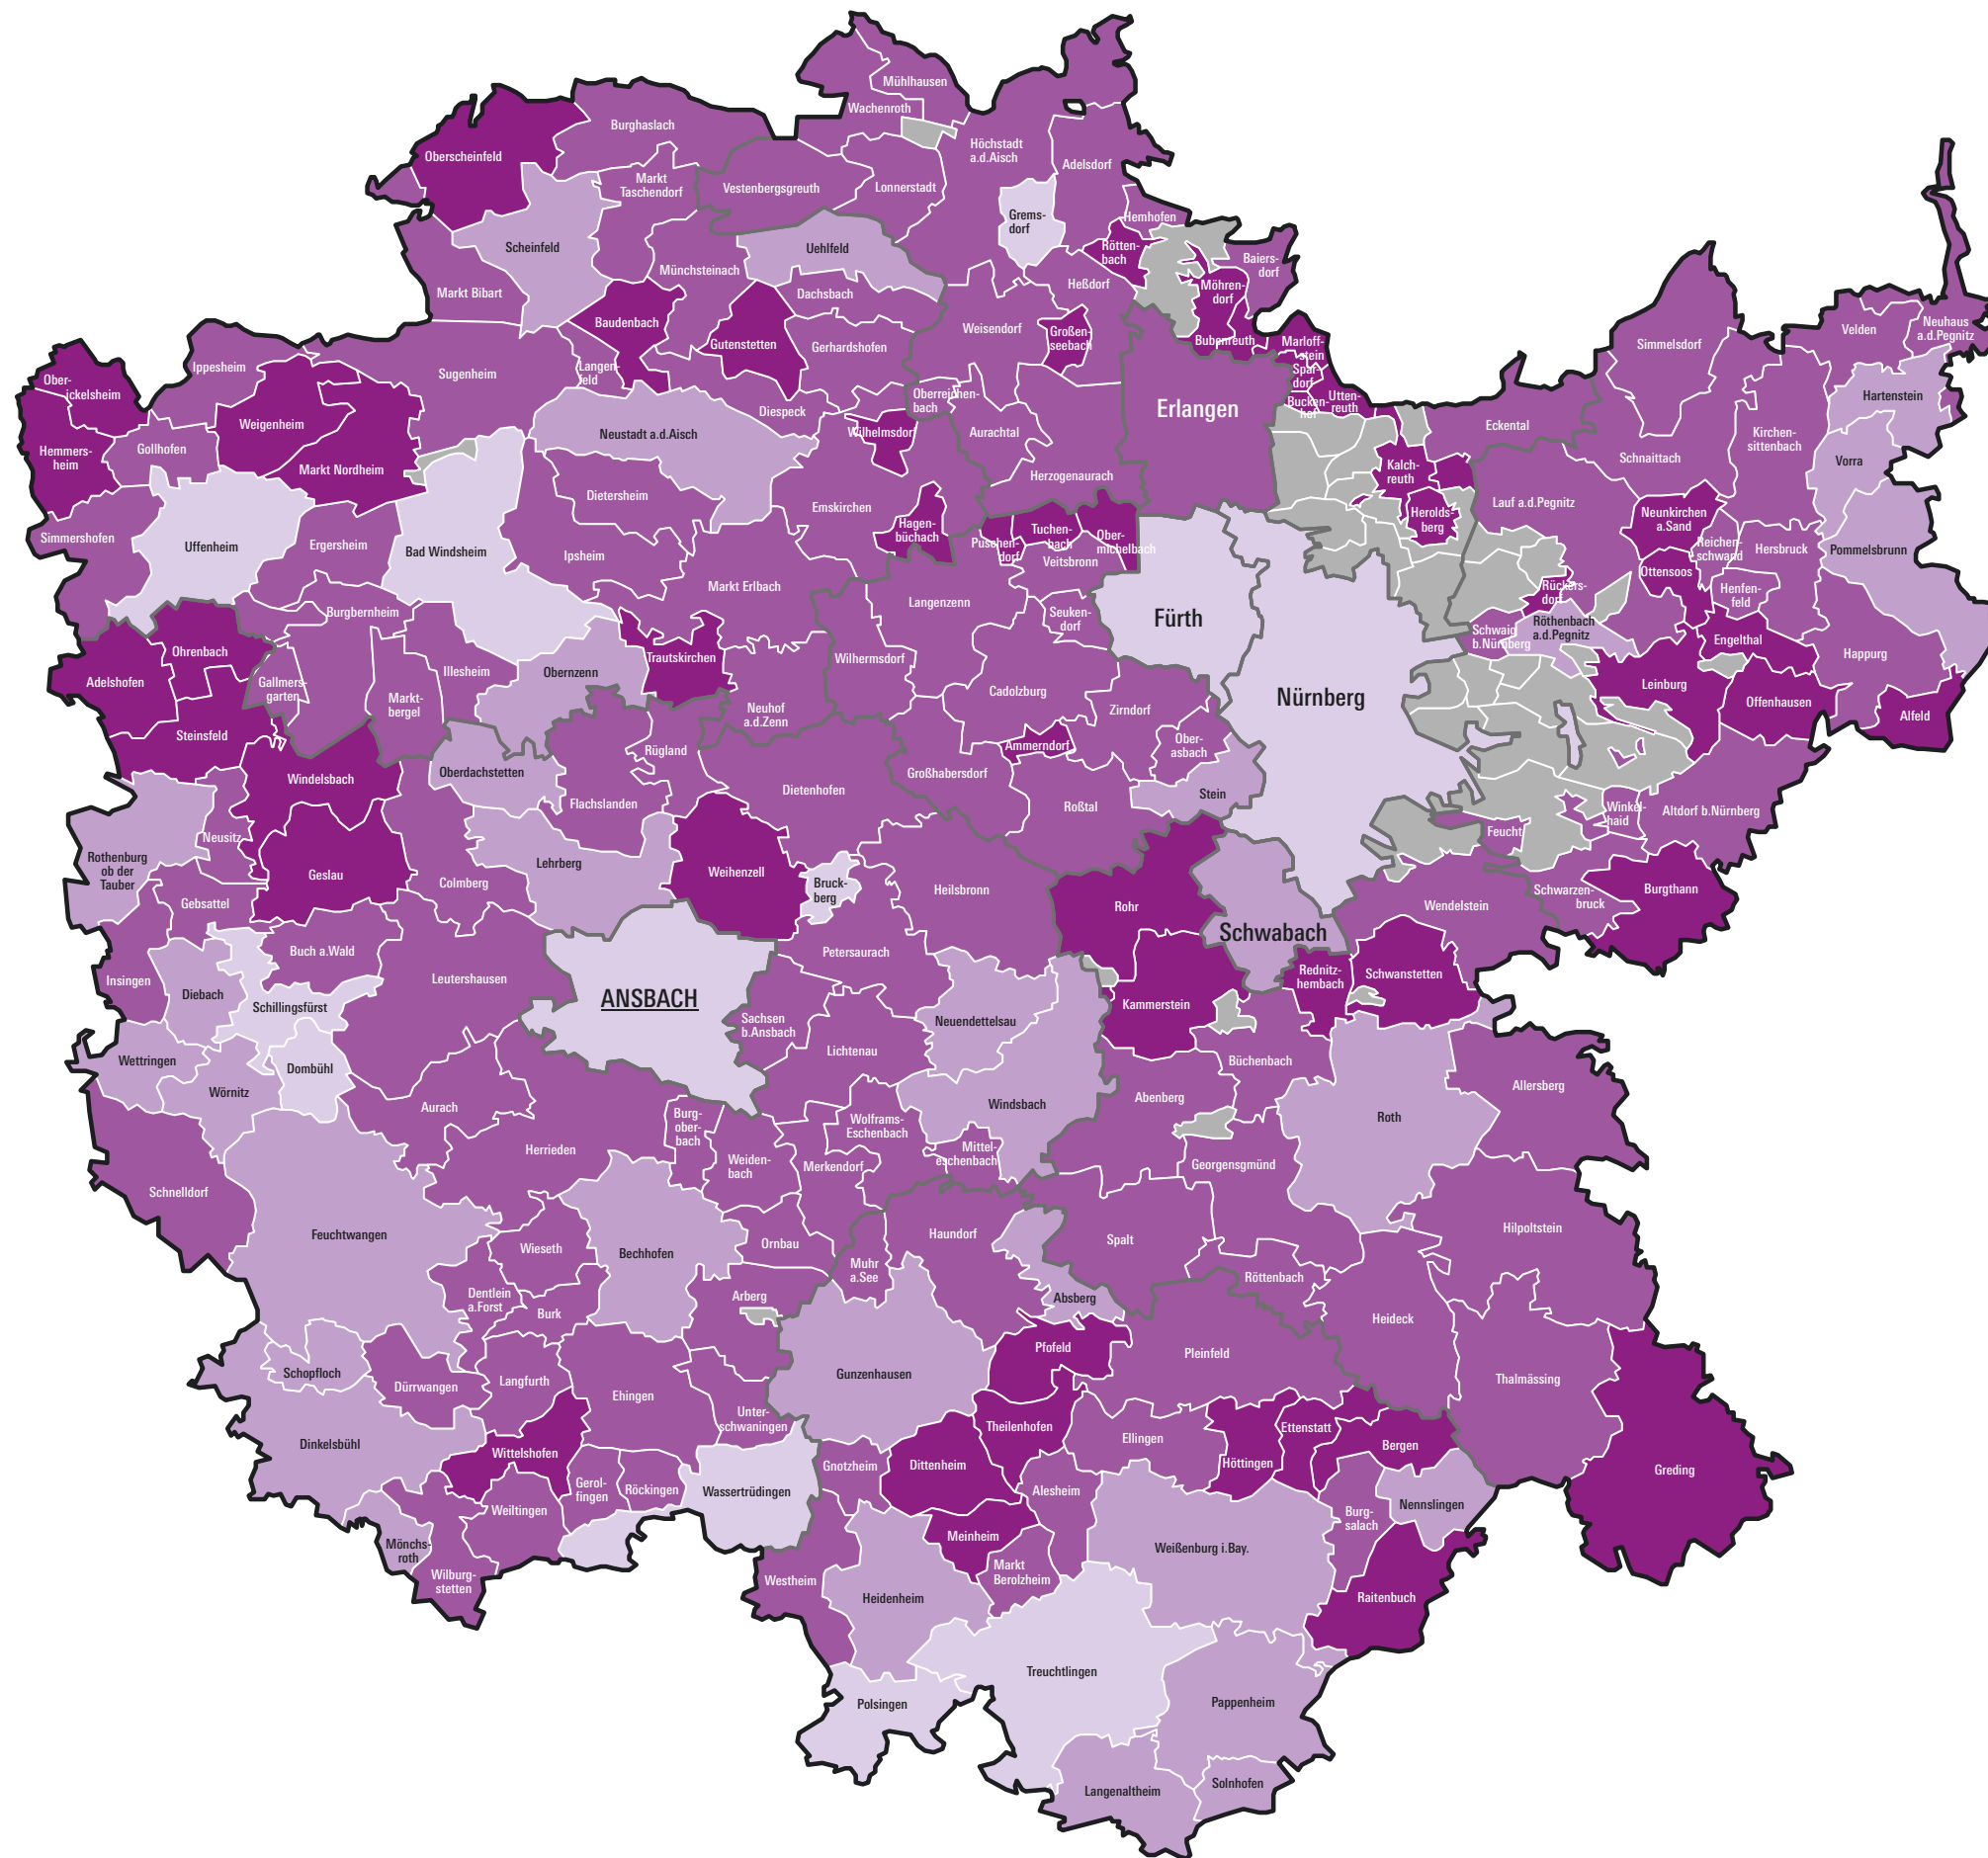 Mühlhausen
Wachenroth
Burghaslach
Höchstadt
a.d.Aisch
Oberscheinfeld
Adelsdorf
Markt
Taschendorf
Vestenbergsgreuth
Lonnerstadt
Grems-
dorf
Hemhofen
Scheinfeld
Uehlfeld
Rötten-
bach
Baiers-
dorf
Münchsteinach
Heßdorf
Möhren-
dorf
Markt Bibart
Dachsbach
Baudenbach
Weisendorf
Großen-
seebach
Bubenreuth
Marloff-
stein
Simmelsdorf
Velden
Neuhaus
a.d.Pegnitz
Gutenstetten
Gerhardshofen
Ippesheim
Sugenheim
Langen-
feld
Spar-
dorf
Ober-
ickelsheim
Oberreichen-
bach
Erlangen
Bucken-
hof
Utten-
reuth
Hartenstein
Diespeck
Weigenheim
Neustadt a.d.Aisch
Wilhelmsdorf
Aurachtal
Eckental
Kirchen-
sittenbach
Hemmers-
heim
Gollhofen
Markt Nordheim
Herzogenaurach
Kalch-
reuth
Schnaittach
Vorra
Dietersheim
Emskirchen
Lauf a.d.Pegnitz
Neunkirchen
a.Sand
Herolds-
berg
Simmershofen
Uffenheim
Ergersheim
Bad Windsheim
Ipsheim
Hagen-
büchach
Puschen-
dorf
Tuchen-
bach
Ober-
michelbach
Veitsbronn
Reichen-
schwand
Hersbruck
Pommelsbrunn
Ottensoos
Markt Erlbach
Rückers-
dorf
Henfen-
feld
Burgbernheim
Langenzenn
Seuken-
dorf
Fürth
Röthenbach
a.d.Pegnitz
Schwaig
b.Nürnberg
Engelthal
Ohrenbach
Trautskirchen
Wilhermsdorf
Happurg
Adelshofen
Gallmers-
garten
Illesheim
Obernzenn
Markt-
bergel
Cadolzburg
Nürnberg
Leinburg
Offenhausen
Alfeld
Neuhof
a.d.Zenn
Zirndorf
Steinsfeld
Rügland
Ammerndorf
Ober-
asbach
Windelsbach
Oberdachstetten
Großhabersdorf
Dietenhofen
Flachslanden
Roßtal
Stein
Winkel-
haid
Altdorf b.Nürnberg
Feucht
Neusitz
Rothenburg
ob der
Tauber
Lehrberg
Geslau
Colmberg
Weihenzell
Bruck-
berg
Heilsbronn
Schwarzen-
bruck
Burgthann
Gebsattel
Rohr
Wendelstein
Schwabach
Buch a.Wald
Petersaurach
Insingen
Diebach
Leutershausen
Rednitz-
hembach
Schwanstetten
ANSBACH
Schillingsfürst
Kammerstein
Sachsen
b.Ansbach
Neuendettelsau
Lichtenau
Wettringen
Dombühl
Büchenbach
Wörnitz
Allersberg
Aurach
Burg-
ober-
bach
Windsbach
Abenberg
Roth
Wolframs-
Eschenbach
Herrieden
Weiden-
bach
Merkendorf
Mittel-
eschenbach
Georgensgmünd
Schnelldorf
Feuchtwangen
Wieseth
Bechhofen
Ornbau
Haundorf
Spalt
Hilpoltstein
Muhr
a.See
Röttenbach
Dentlein
a.Forst
Burk
Arberg
Absberg
Heideck
Pfofeld
Pleinfeld
Schopfloch
Dürrwangen
Langfurth
Ehingen
Gunzenhausen
Thalmässing
Unter-
schwaningen
Theilenhofen
Ellingen
Ettenstatt
Bergen
Dinkelsbühl
Wittelshofen
Gnotzheim
Dittenheim
Höttingen
Greding
Gerol-
fingen
Röckingen
Wassertrüdingen
Alesheim
Nennslingen
Weiltingen
Burg-
salach
Mönchs-
roth
Meinheim
Weißenburg i.Bay.
Wilburg-
stetten
Westheim
Markt
Berolzheim
Heidenheim
Raitenbuch
Treuchtlingen
Polsingen
Pappenheim
Langenaltheim
Solnhofen